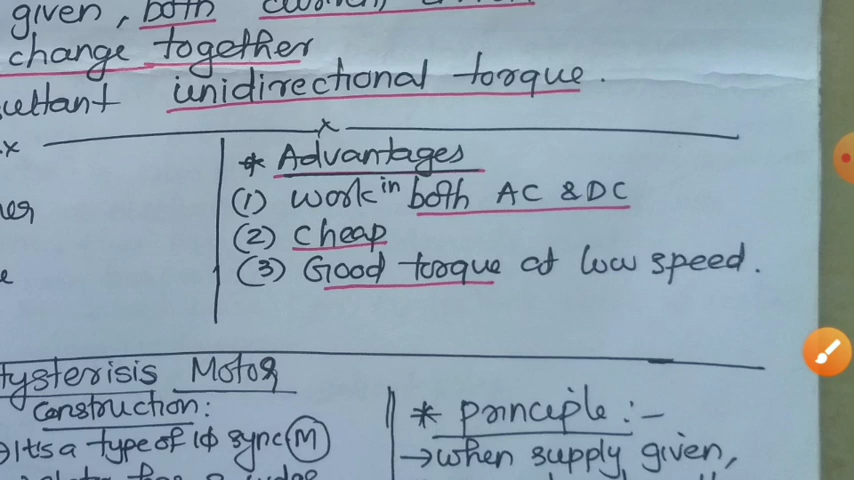 given, both
change together
unidirectional torque.
x
* Advantages
(1) work in both AC & DC
(2) cheap
(3) Good torque at low speed.
Hysterisis Motor
Construction:
→ It's a type of 1ϕ sync (M)
* principle :-
→ when supply given,